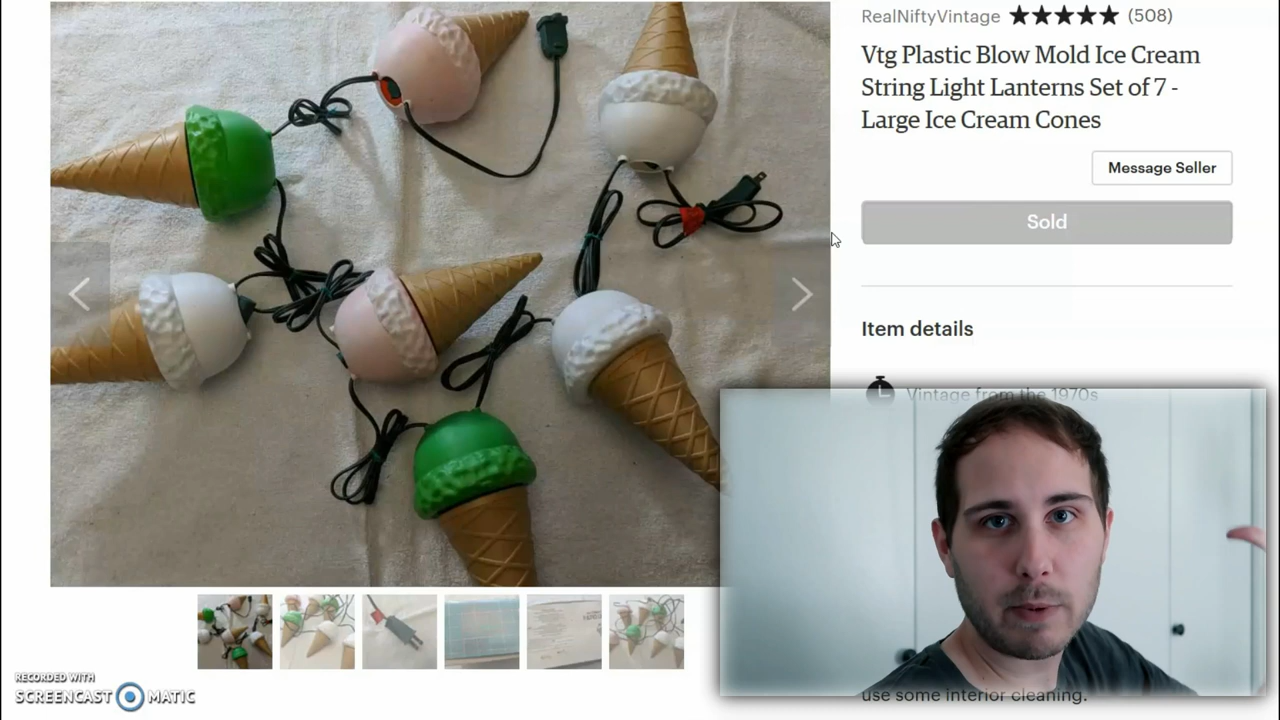 RealNiftyVintage ★★★★★ (508)
Vtg Plastic Blow Mold Ice Cream
String Light Lanterns Set of 7 -
Large Ice Cream Cones
Message Seller
Sold
Item details
Vintage from the 1970s
use some interior cleaning.
RECORDED WITH
SCREENCAST MATIC